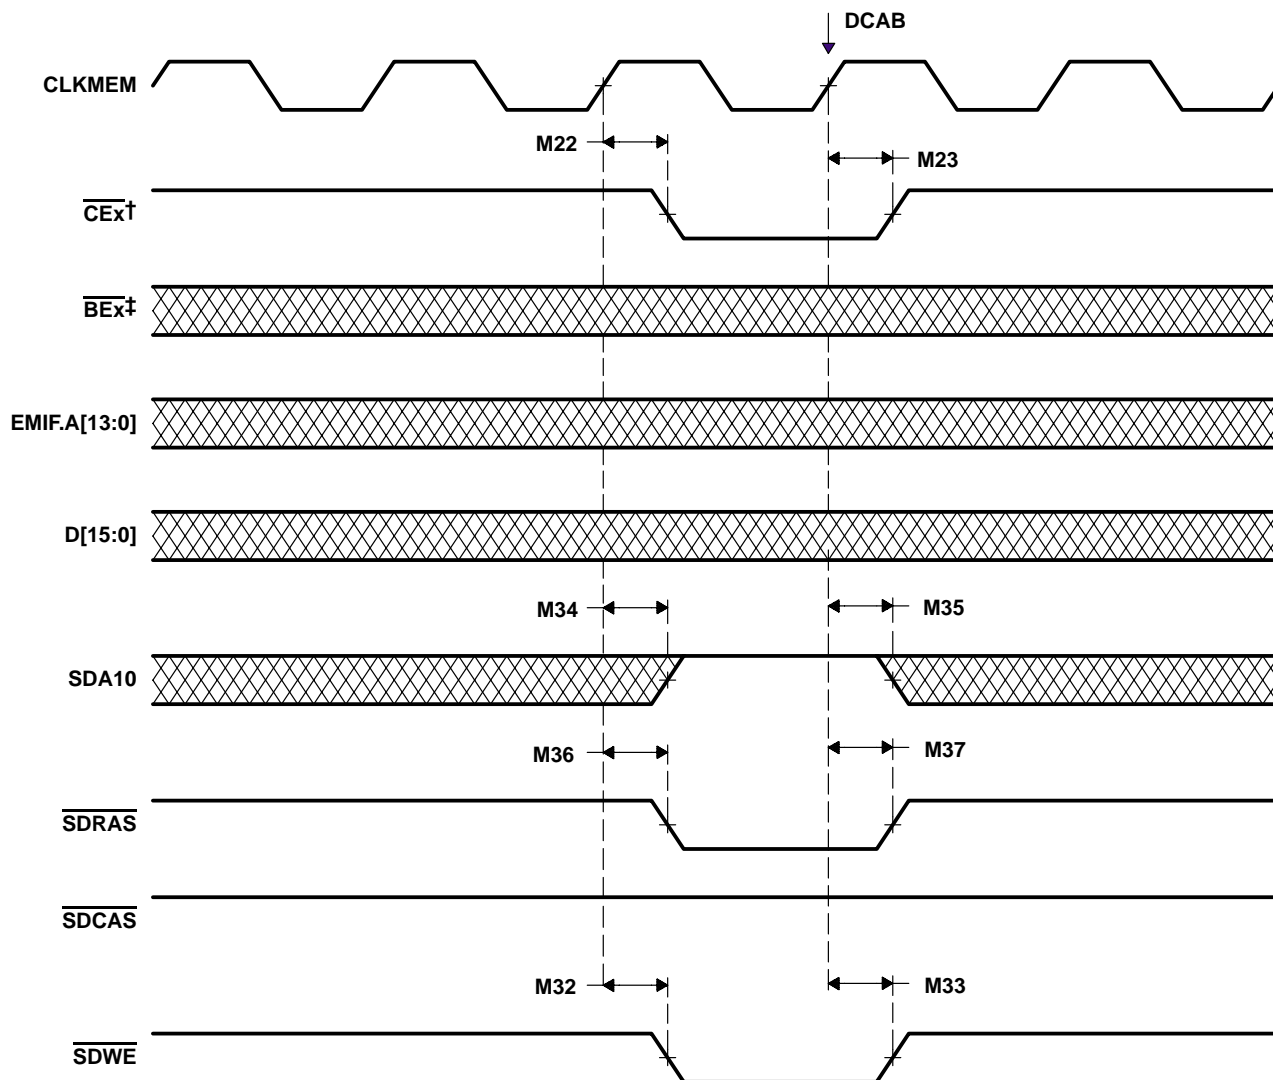 DCAB
CLKMEM
M22
M23
CEx†
BEx‡
EMIF.A[13:0]
D[15:0]
M34
M35
SDA10
M36
M37
SDRAS
SDCAS
M32
M33
SDWE